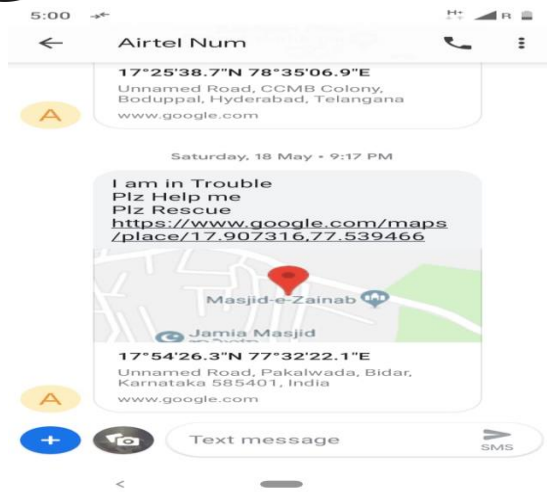 5:00
H+
R
Airtel Num
17°25'38.7"N 78°35'06.9"E
Unnamed Road, CCMB Colony,
Boduppal, Hyderabad, Telangana
www.google.com
A
Saturday, 18 May • 9:17 PM
I am in Trouble
Plz Help me
Plz Rescue
https://www.google.com/maps
/place/17.907316,77.539466
Masjid-e-Zainab
Jamia Masjid
17°54'26.3"N 77°32'22.1"E
Unnamed Road, Pakalwada, Bidar,
Karnataka 585401, India
www.google.com
A
Text message
SMS